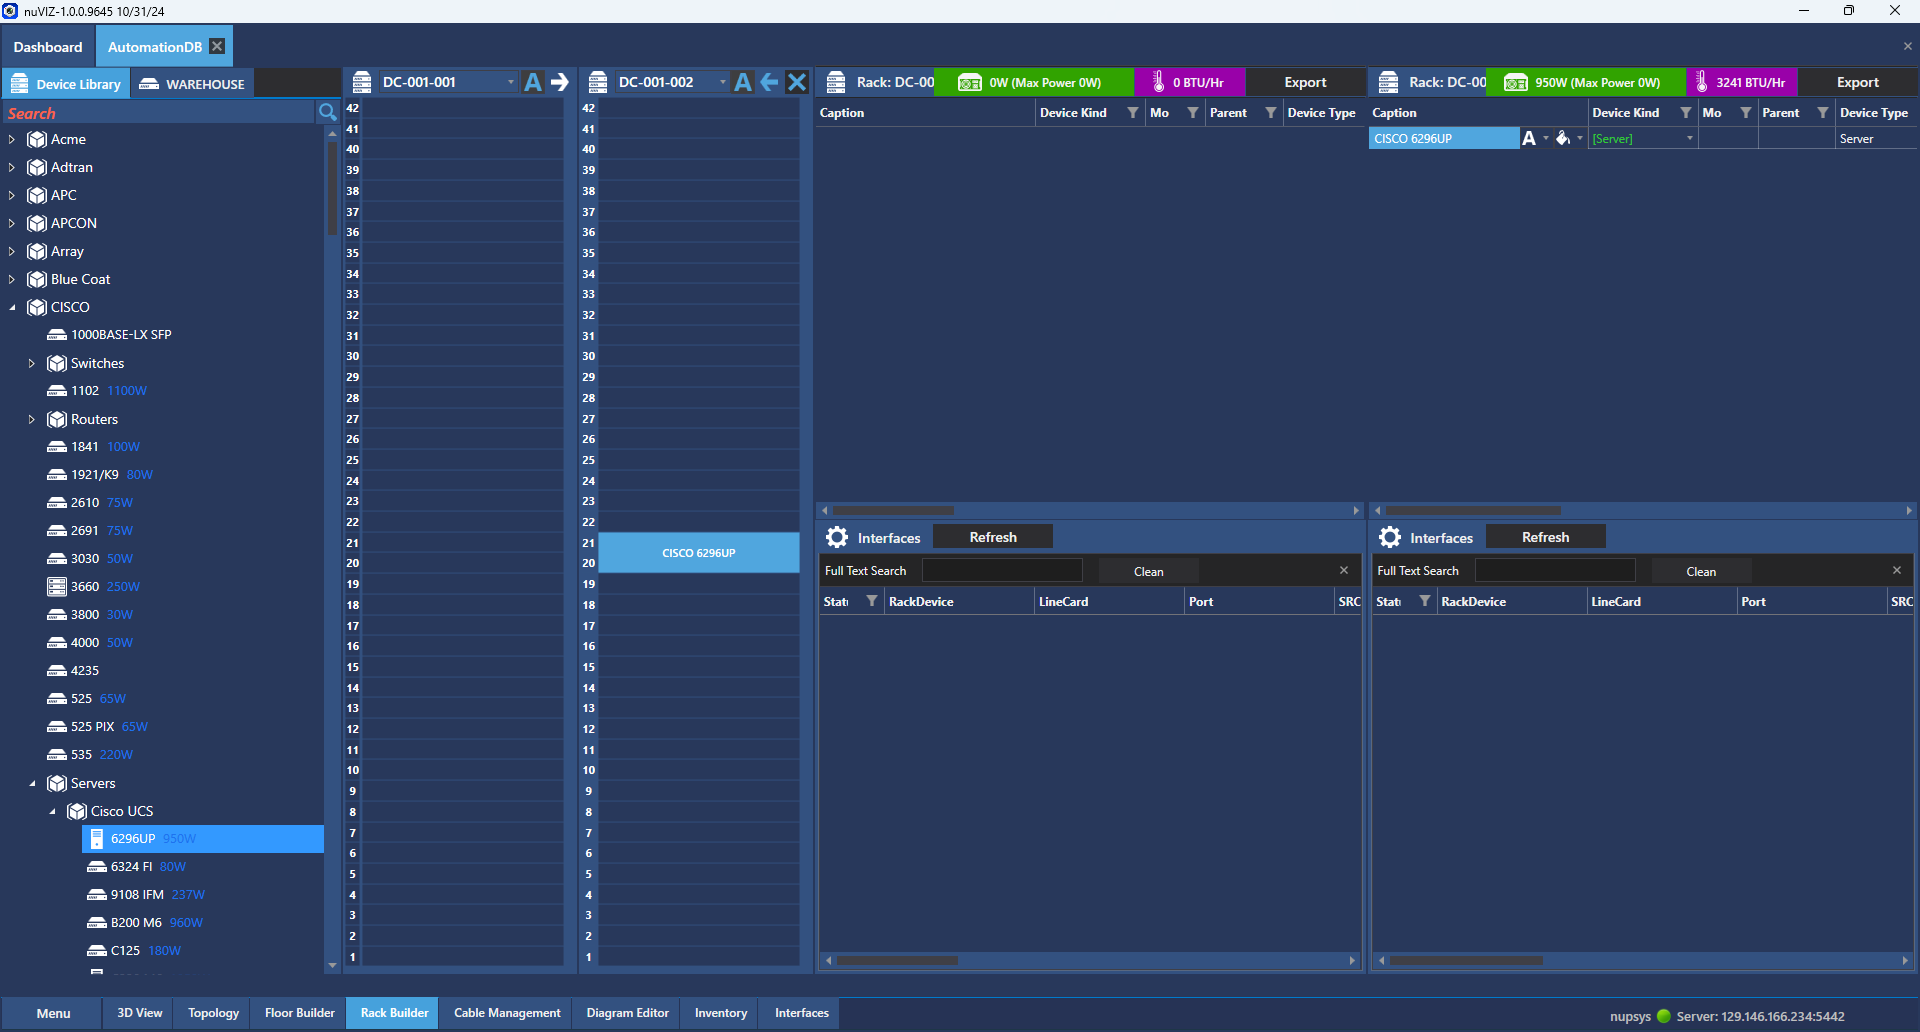 nuVIZ-1.0.0.9645 10/31/24
Dashboard
AutomationDB
Device Library
WAREHOUSE
Search
Acme
Adtran
APC
APCON
Array
Blue Coat
CISCO
1000BASE-LX SFP
Switches
1102 1100W
Routers
1841 100W
1921/K9 80W
2610 75W
2691 75W
3030 50W
3660 250W
3800 30W
4000 50W
4235
525 65W
525 PIX 65W
535 220W
Servers
Cisco UCS
6296UP 950W
6324 FI 80W
9108 IFM 237W
B200 M6 960W
C125 180W
DC-001-001
A
42
41
40
39
38
37
36
35
34
33
32
31
30
29
28
27
26
25
24
23
22
21
20
19
18
17
16
15
14
13
12
11
10
9
8
7
6
5
4
3
2
1
DC-001-002
A
42
41
40
39
38
37
36
35
34
33
32
31
30
29
28
27
26
25
24
23
22
21
20
19
18
17
16
15
14
13
12
11
10
9
8
7
6
5
4
3
2
1
CISCO 6296UP
Rack: DC-00
0W (Max Power 0W)
0 BTU/Hr
Export
Caption
Device Kind
Mo
Parent
Device Type
Interfaces
Refresh
Full Text Search
Clean
Stat
RackDevice
LineCard
Port
SRC
Rack: DC-00
950W (Max Power 0W)
3241 BTU/Hr
Export
Caption
Device Kind
Mo
Parent
Device Type
CISCO 6296UP
A
[Server]
Server
Interfaces
Refresh
Full Text Search
Clean
Stat
RackDevice
LineCard
Port
SRC
Menu
3D View
Topology
Floor Builder
Rack Builder
Cable Management
Diagram Editor
Inventory
Interfaces
nupsys
Server: 129.146.166.234:5442